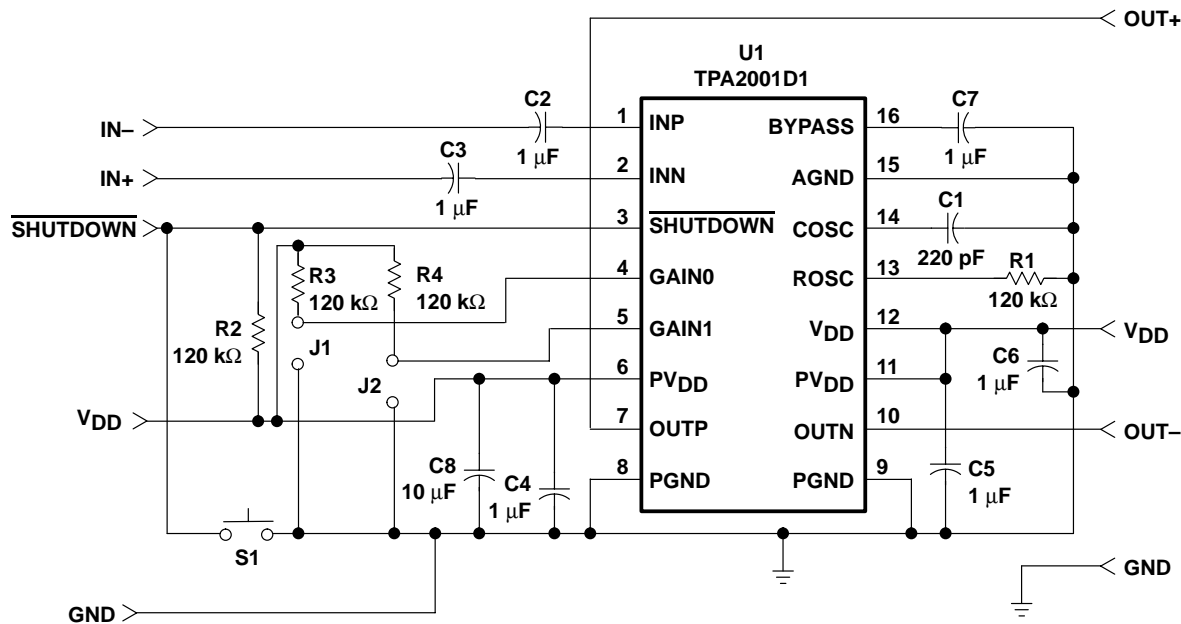 OUT+
U1
TPA2001D1
C2
1 μF
IN–
C3
1 μF
IN+
SHUTDOWN
R3
120 kΩ
R4
120 kΩ
R2
120 kΩ
J1
J2
VDD
C8
10 μF
C4
1 μF
S1
GND
1
INP
2
INN
3
SHUTDOWN
4
GAIN0
5
GAIN1
6
PVDD
7
OUTP
8
PGND
BYPASS
16
AGND
15
COSC
14
ROSC
13
VDD
12
PVDD
11
OUTN
10
PGND
9
C7
1 μF
C1
220 pF
R1
120 kΩ
VDD
C6
1 μF
OUT–
C5
1 μF
GND